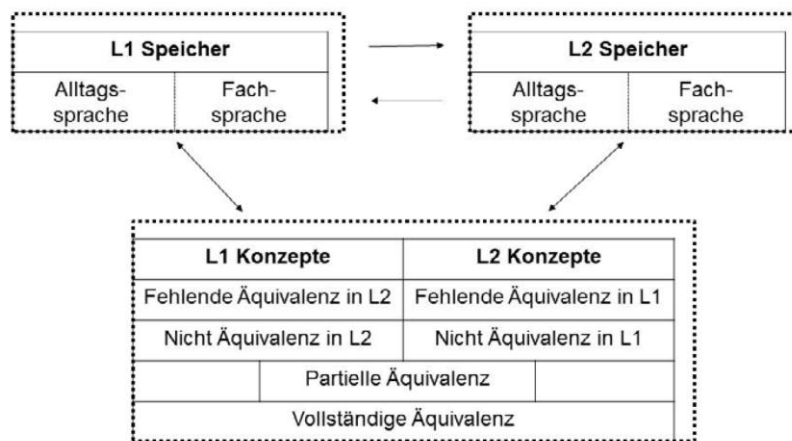 L1 Speicher
Alltags-
sprache
Fach-
sprache
L2 Speicher
Alltags-
sprache
Fach-
sprache
L1 Konzepte
L2 Konzepte
Fehlende Äquivalenz in L2
Fehlende Äquivalenz in L1
Nicht Äquivalenz in L2
Nicht Äquivalenz in L1
Partielle Äquivalenz
Vollständige Äquivalenz